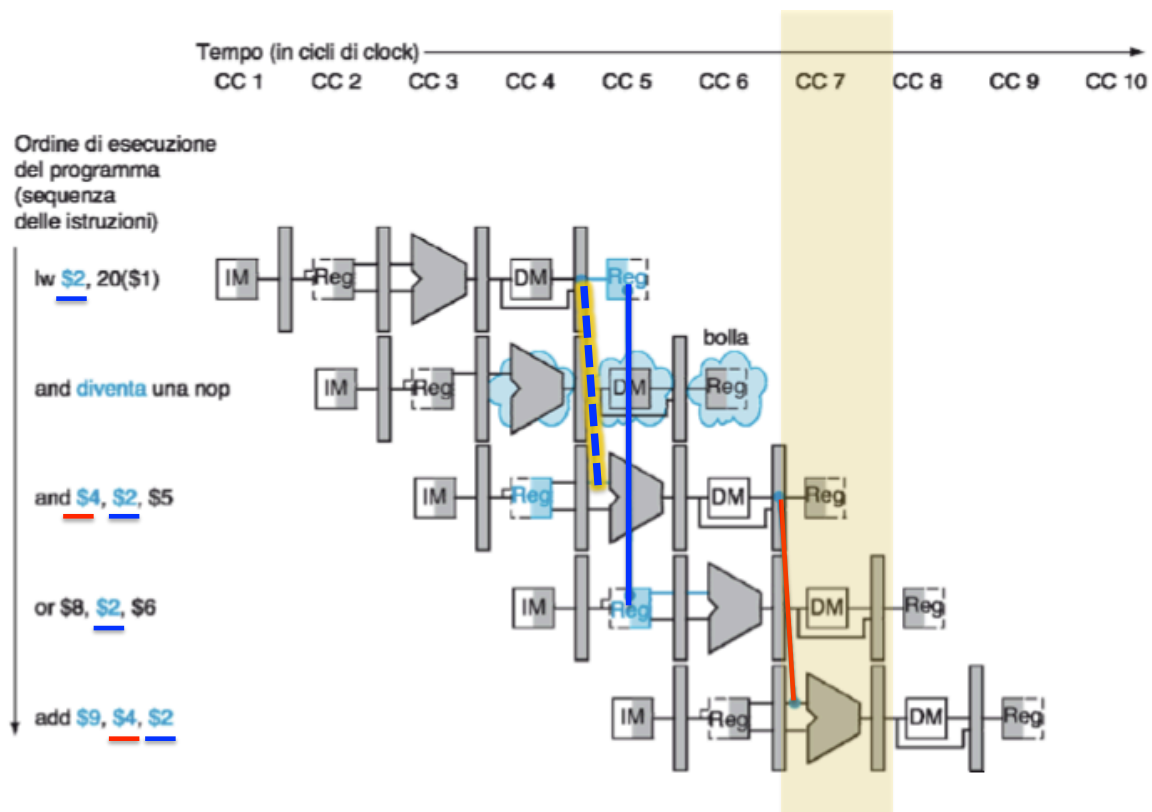 Tempo (in cicli di clock)
CC 1 CC 2 CC 3 CC 4 CC 5 CC 6 CC 7 CC 8 CC 9 CC 10
Ordine di esecuzione
del programma
(sequenza
delle istruzioni)
lw $2, 20($1)
IM Reg DM Reg
bolla
and diventa una nop
IM Reg DM Reg
and $4, $2, $5
IM Reg DM Reg
or $8, $2, $6
IM Reg DM Reg
add $9, $4, $2
IM Reg DM Reg